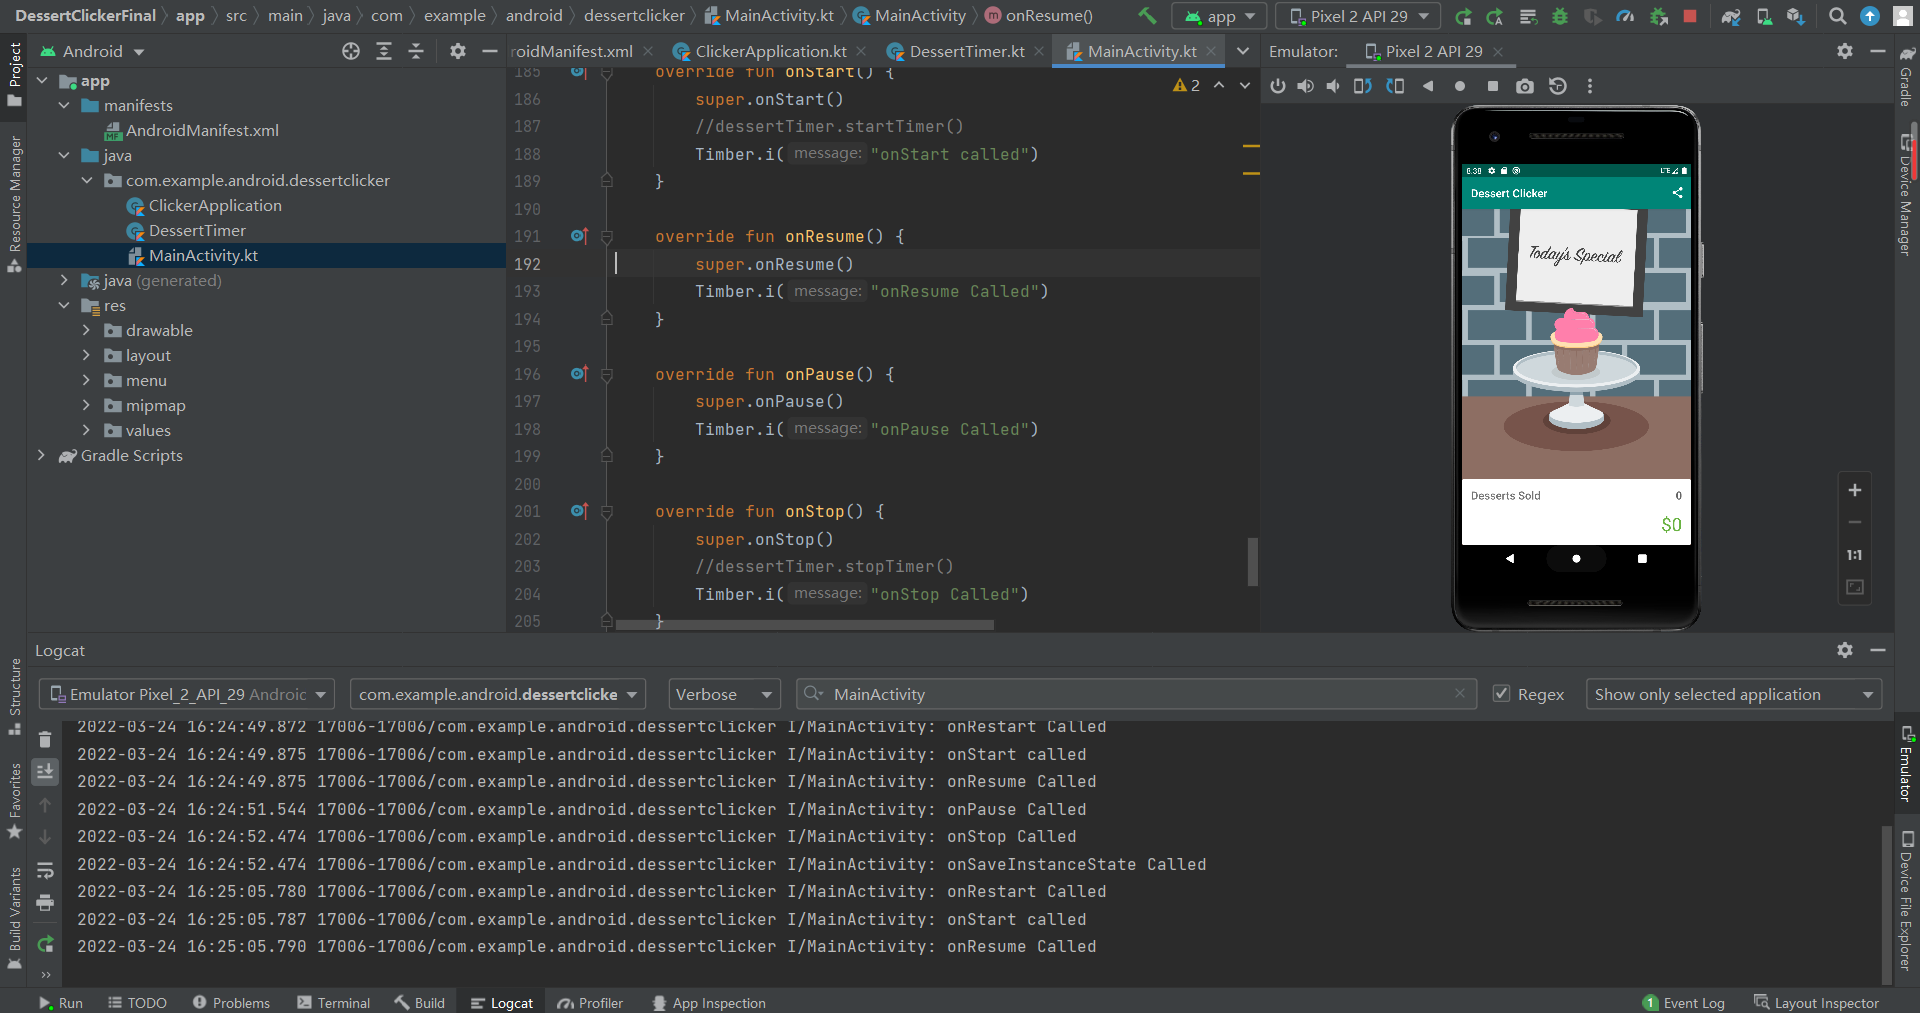 DessertClickerFinal app src main java com example android dessertclicker MainActivity.kt MainActivity onResume() app Pixel 2 API 29
Android
roidManifest.xml ClickerApplication.kt DessertTimer.kt MainActivity.kt
Emulator: Pixel 2 API 29
Project
Resource Manager
Structure
Favorites
Build Variants
app
manifests
AndroidManifest.xml
java
com.example.android.dessertclicker
ClickerApplication
DessertTimer
MainActivity.kt
java (generated)
res
drawable
layout
menu
mipmap
values
Gradle Scripts
2
185 override fun onStart() {
186 super.onStart()
187 //dessertTimer.startTimer()
188 Timber.i( message: "onStart called")
189 }
190
191 override fun onResume() {
192 super.onResume()
193 Timber.i( message: "onResume Called")
194 }
195
196 override fun onPause() {
197 super.onPause()
198 Timber.i( message: "onPause Called")
199 }
200
201 override fun onStop() {
202 super.onStop()
203 //dessertTimer.stopTimer()
204 Timber.i( message: "onStop Called")
205 }
LTE
Dessert Clicker
Today's Special
Desserts Sold 0
$0
1:1
Gradle
Device Manager
Emulator
Device File Explorer
Logcat
Emulator Pixel_2_API_29 Androic com.example.android.dessertclicke Verbose MainActivity Regex Show only selected application
2022-03-24 16:24:49.872 17006-17006/com.example.android.dessertclicker I/MainActivity: onRestart Called
2022-03-24 16:24:49.875 17006-17006/com.example.android.dessertclicker I/MainActivity: onStart called
2022-03-24 16:24:49.875 17006-17006/com.example.android.dessertclicker I/MainActivity: onResume Called
2022-03-24 16:24:51.544 17006-17006/com.example.android.dessertclicker I/MainActivity: onPause Called
2022-03-24 16:24:52.474 17006-17006/com.example.android.dessertclicker I/MainActivity: onStop Called
2022-03-24 16:24:52.474 17006-17006/com.example.android.dessertclicker I/MainActivity: onSaveInstanceState Called
2022-03-24 16:25:05.780 17006-17006/com.example.android.dessertclicker I/MainActivity: onRestart Called
2022-03-24 16:25:05.787 17006-17006/com.example.android.dessertclicker I/MainActivity: onStart called
2022-03-24 16:25:05.790 17006-17006/com.example.android.dessertclicker I/MainActivity: onResume Called
Run TODO Problems Terminal Build Logcat Profiler App Inspection 1 Event Log Layout Inspector